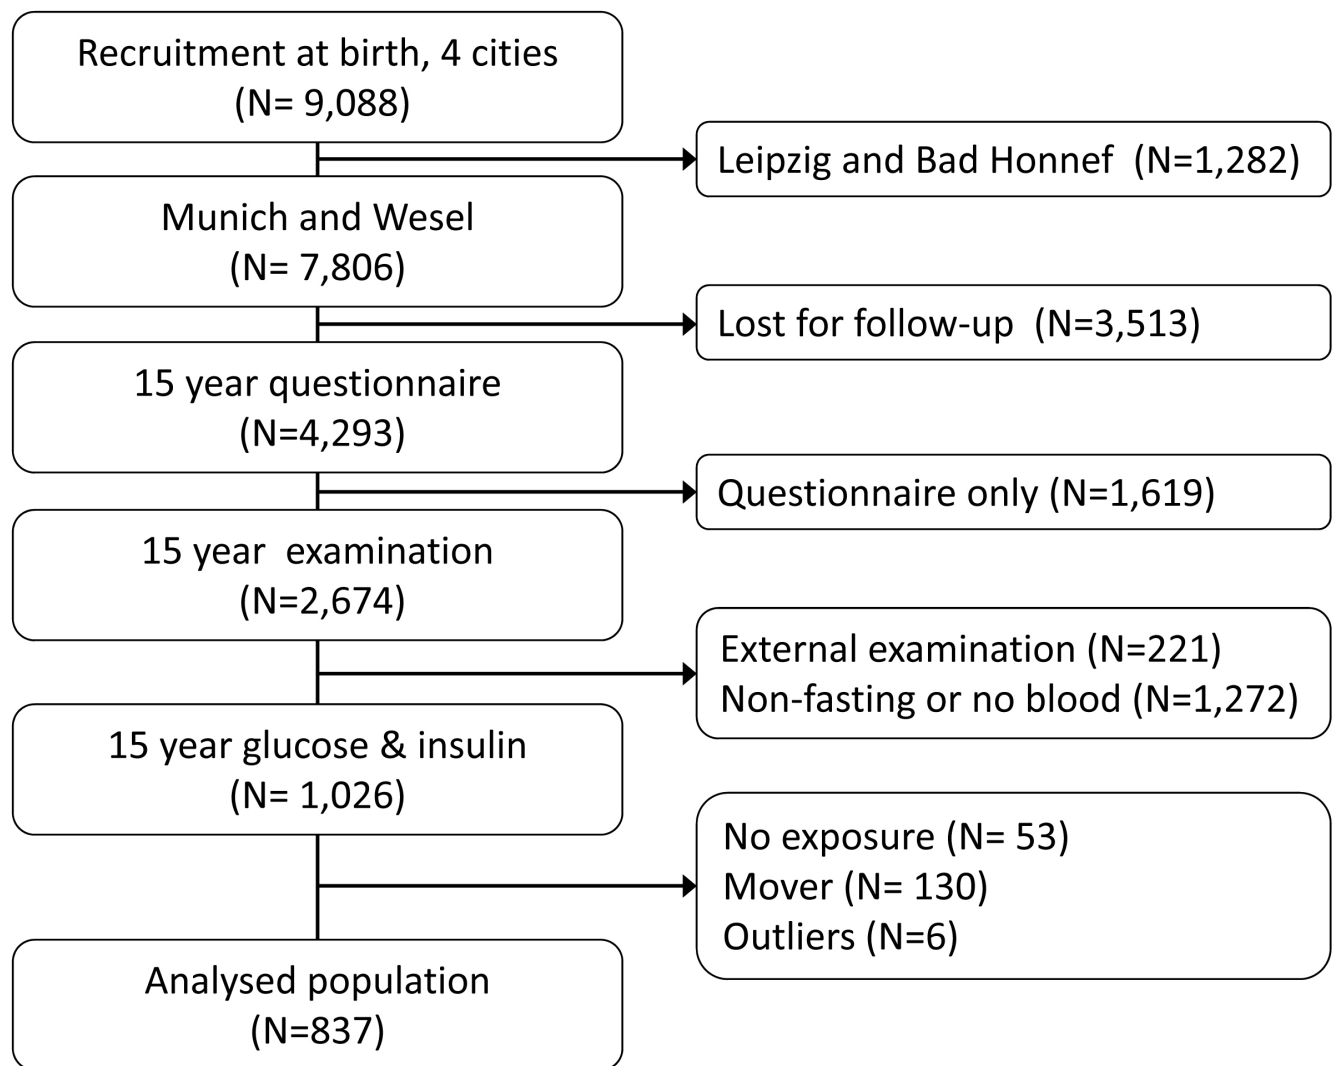 Recruitment at birth, 4 cities
(N= 9,088)
Leipzig and Bad Honnef  (N=1,282)
Munich and Wesel
(N= 7,806)
Lost for follow-up  (N=3,513)
15 year questionnaire
(N=4,293)
Questionnaire only (N=1,619)
15 year  examination
(N=2,674)
External examination (N=221)
Non-fasting or no blood (N=1,272)
15 year glucose & insulin
(N= 1,026)
No exposure (N= 53)
Mover (N= 130)
Outliers (N=6)
Analysed population
(N=837)